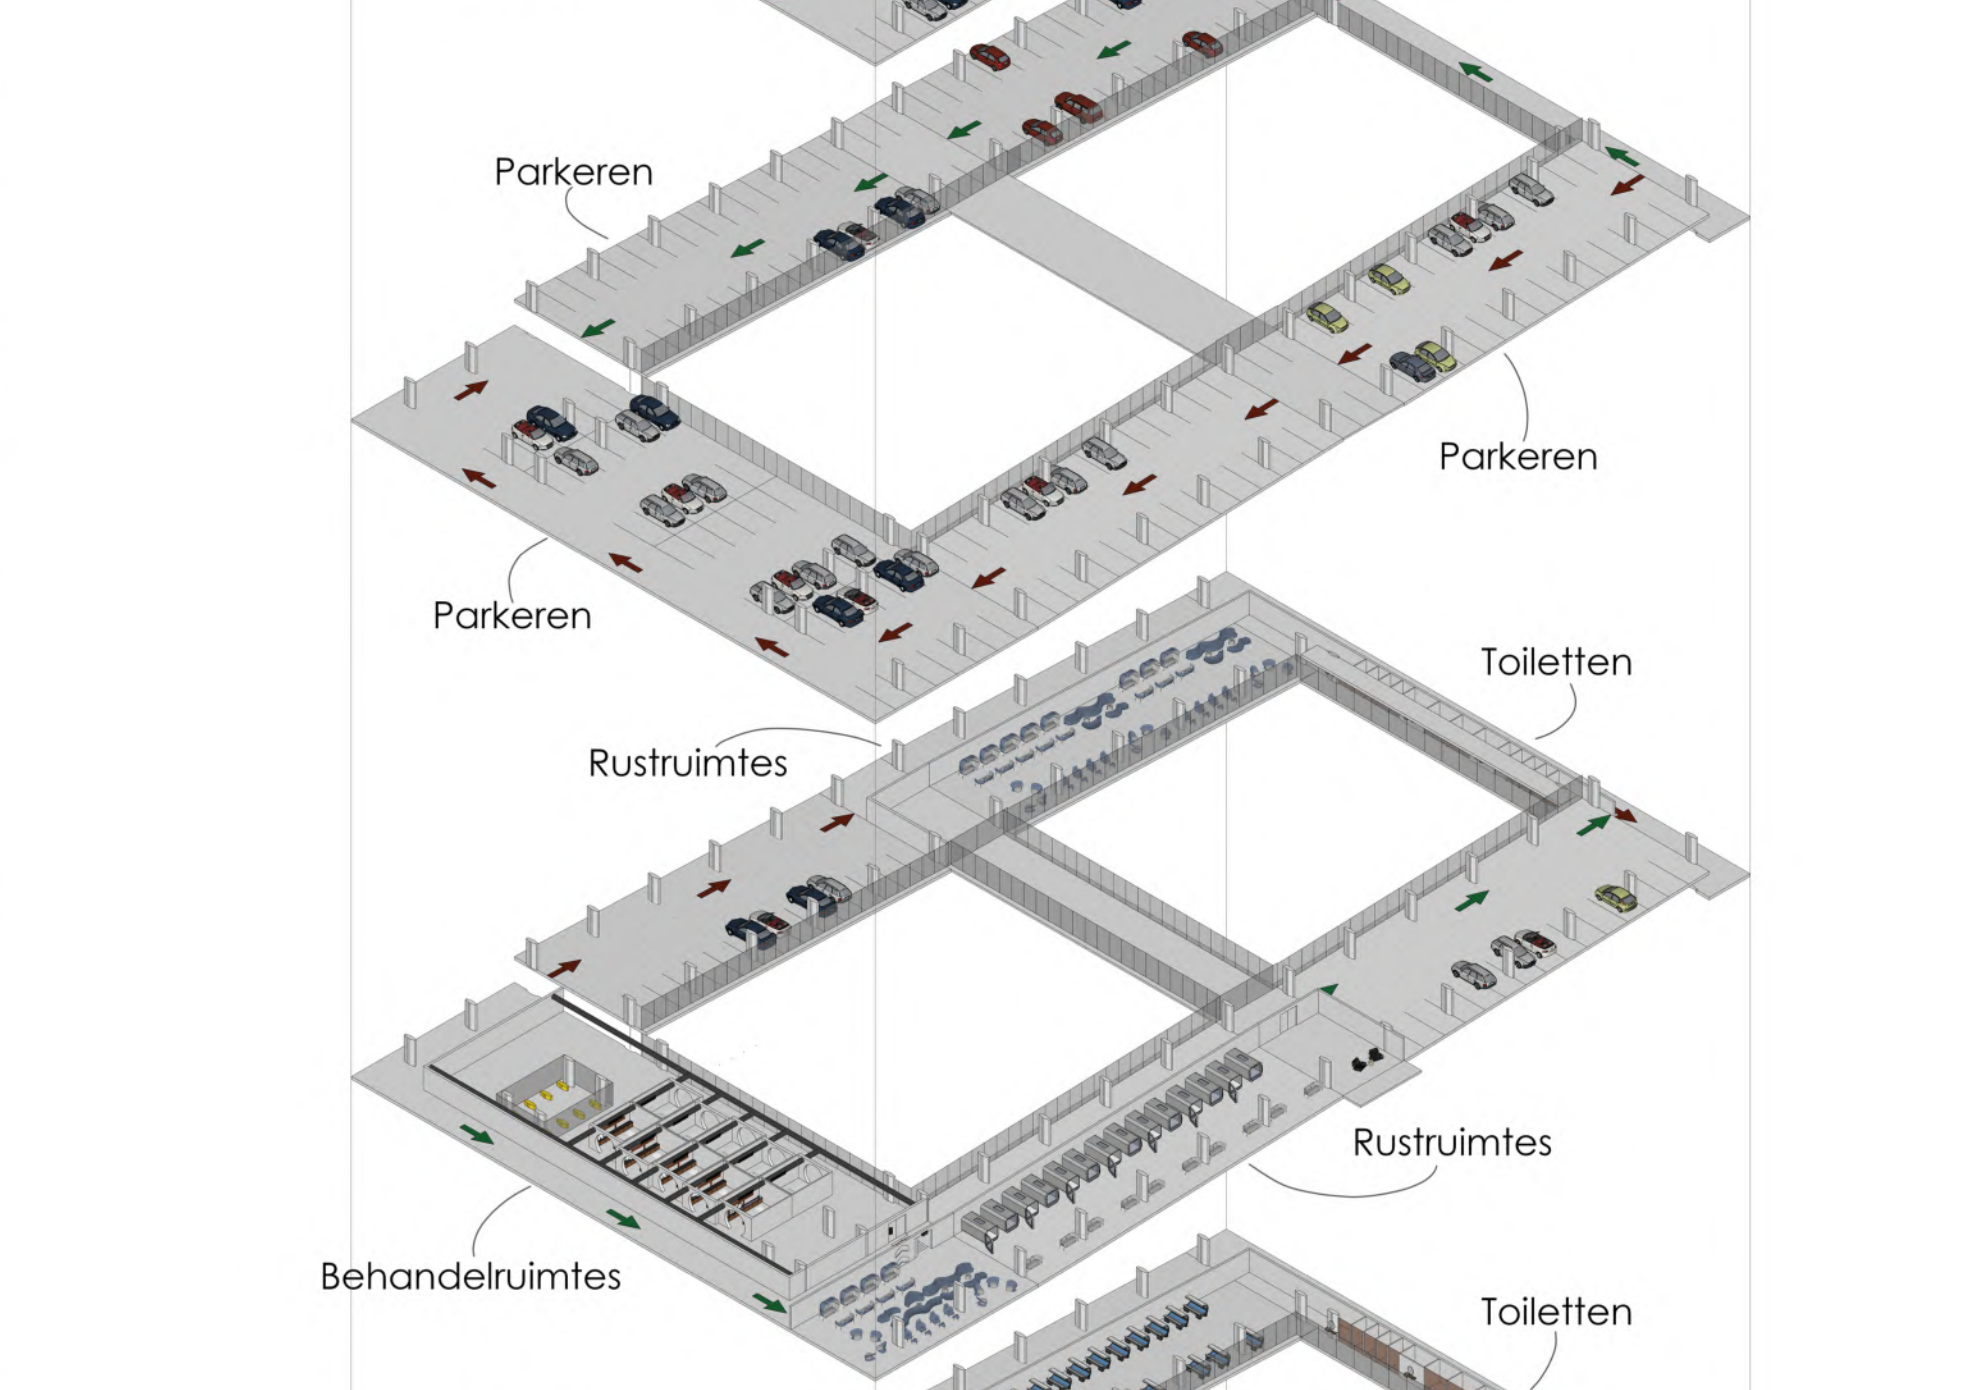 Parkeren
Parkeren
Parkeren
Toiletten
Rustruimtes
Rustruimtes
Behandelruimtes
Toiletten